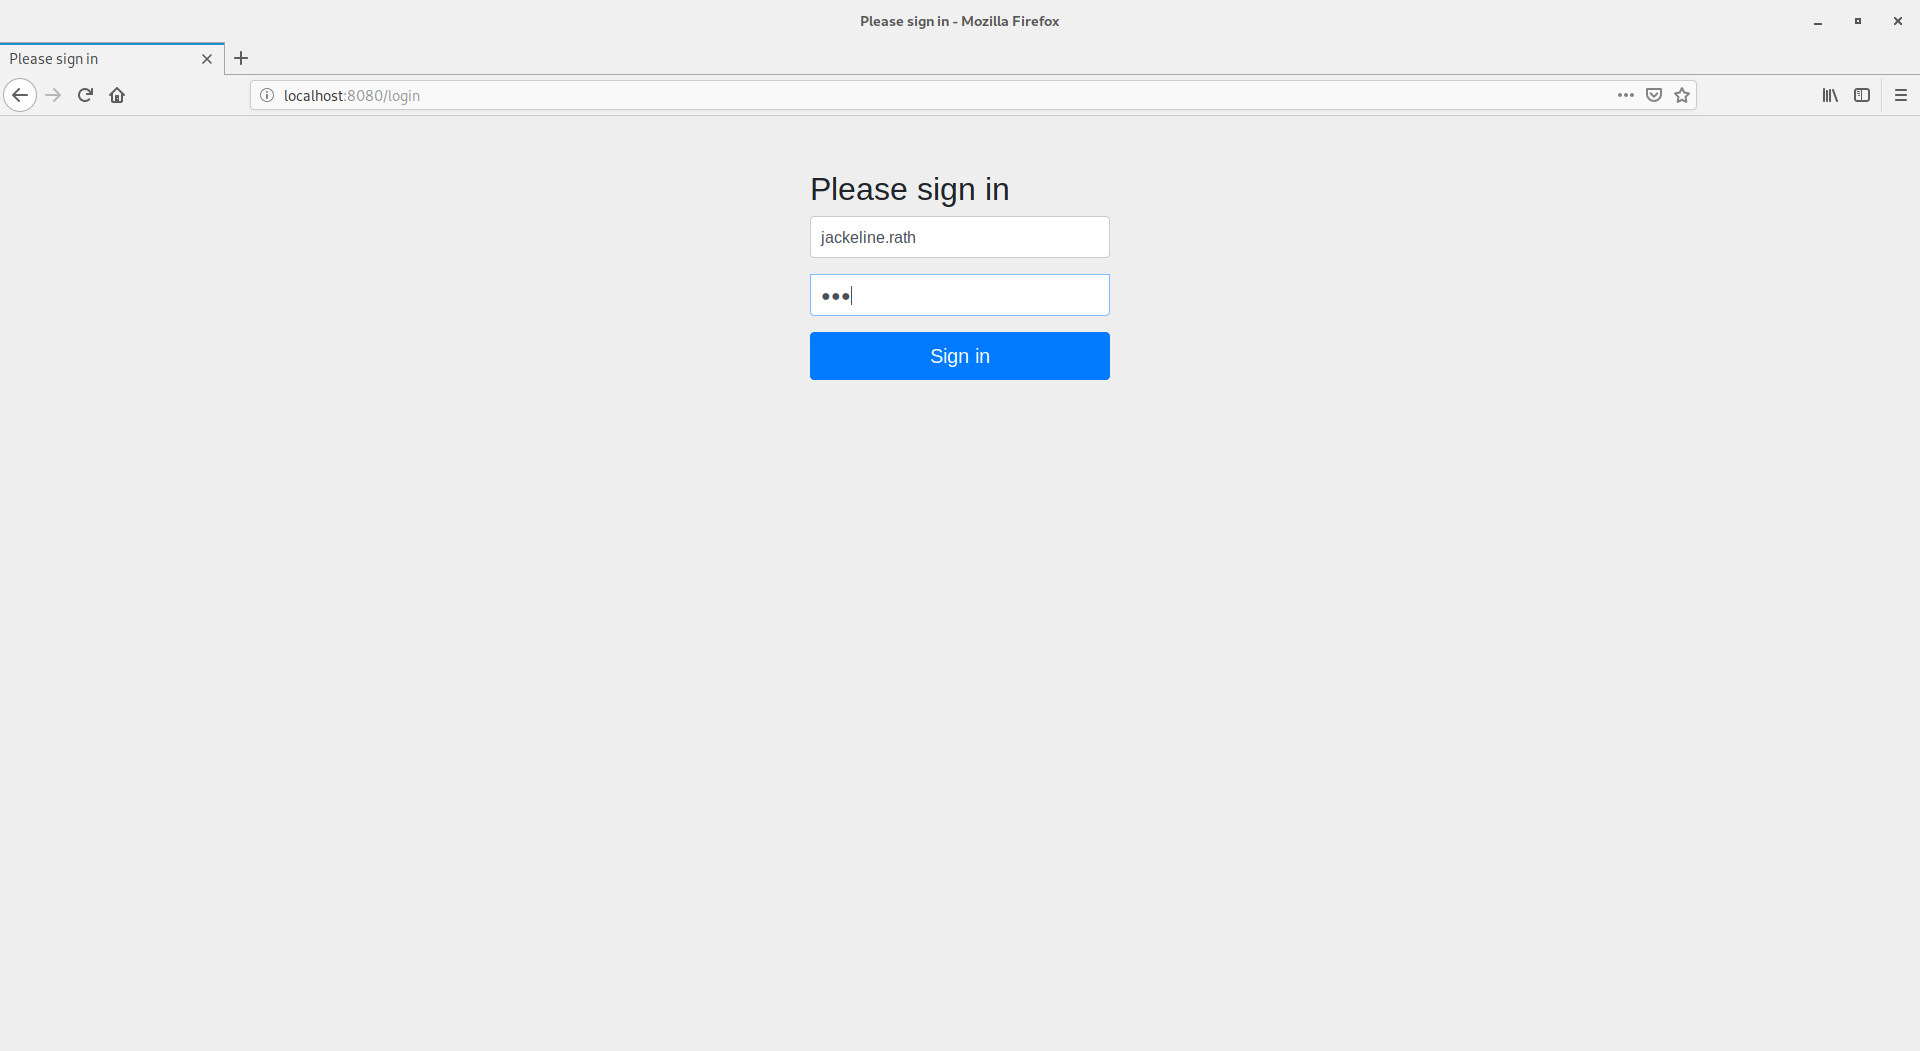 Please sign in - Mozilla Firefox
Please sign in
localhost:8080/login
Please sign in
jackeline.rath
•••
Sign in